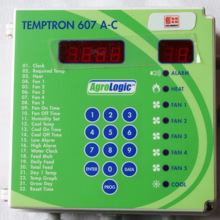 TEMPTRON 607 A-C
01. Clock
02. Required Temp.
03. Heat
04. Fan 1
05. Fan 2
06. Fan 3
07. Fan 4
08. Fan 5
09. Fan On Time
10. Fan Off Time
11. Humidity Set
12. Cool Temp
13. Cool On Time
14. Cool Off Time
15. Low Alarm
16. High Alarm
17. Water Clock
18. Feed Mult
19. Daily Feed
20. Total Feed
21. Day / Temp
22. Temp Graph
31. Grow Day
32. Reset Time
AgroLogic
1 2 3
4 5 6
7 8 9
ENTER 0 DATA
PROG
ALARM
HEAT
FAN 1
FAN 2
FAN 3
FAN 4
FAN 5
COOL